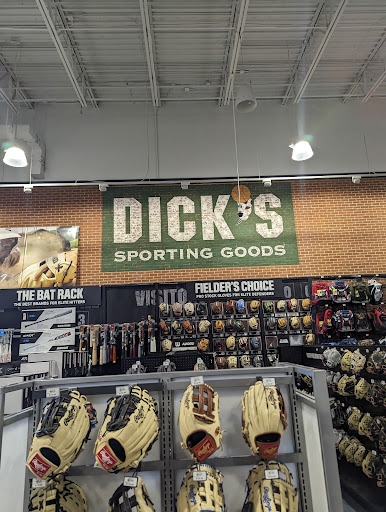 DICK'S
SPORTING GOODS
THE BAT RACK
THE BEST BRANDS FOR ELITE HITTERS
VISITO
FIELDER'S CHOICE
PRO STOCK GLOVES FOR ELITE DEFENDERS